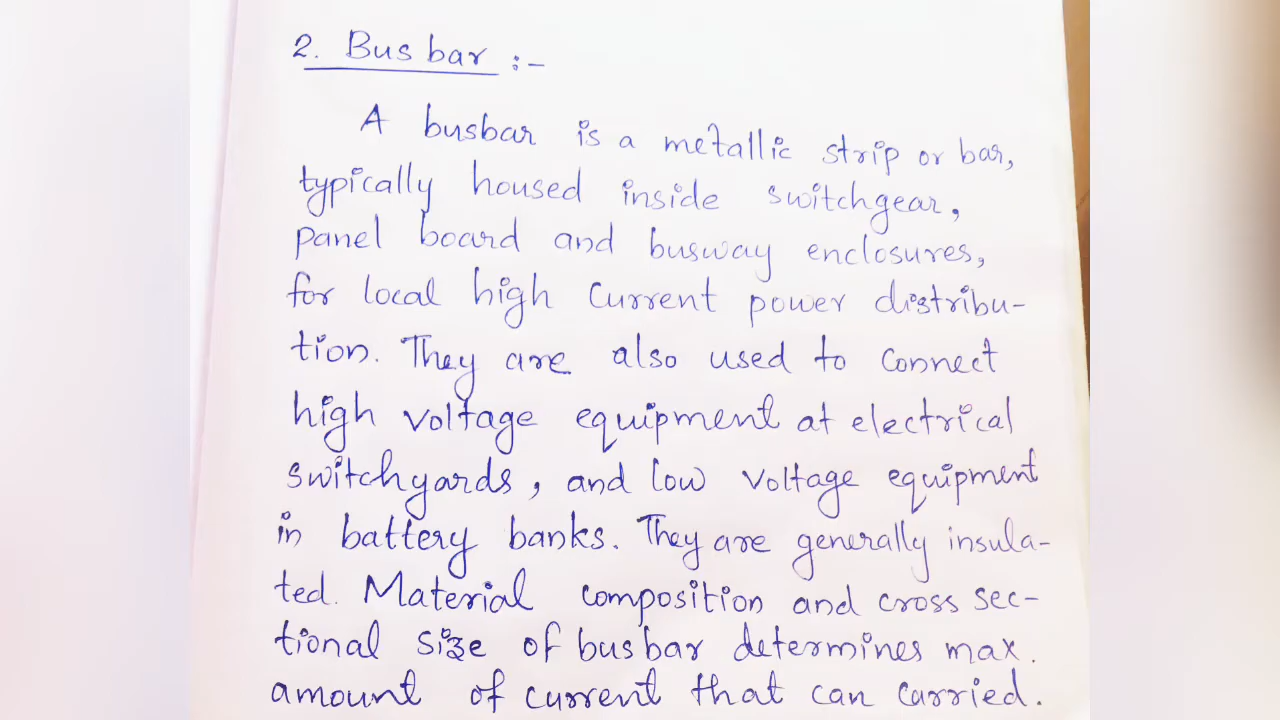 2. Bus bar :-
A busbar is a metallic strip or bar,
typically housed inside switchgear,
panel board and busway enclosures,
for local high current power distribu-
tion. They are also used to connect
high voltage equipment at electrical
switchyards, and low voltage equipment
in battery banks. They are generally insula-
ted. Material composition and cross sec-
tional size of busbar determines max.
amount of current that can carried.